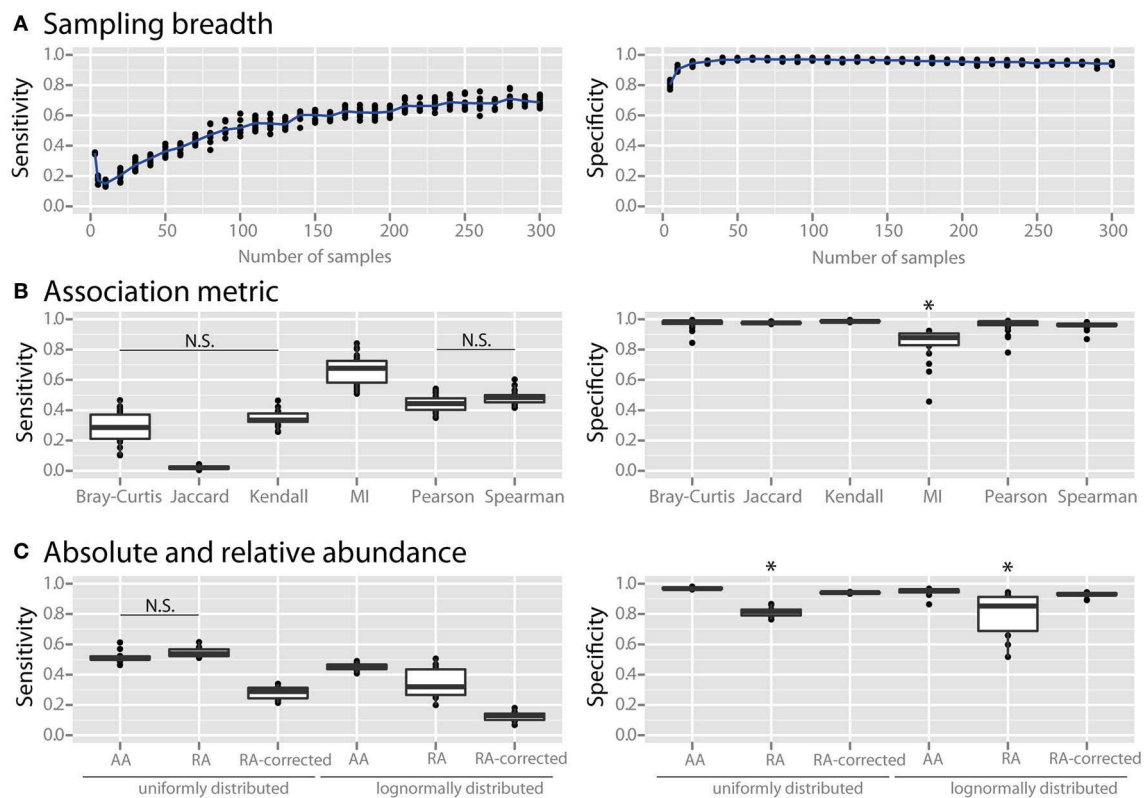 A Sampling breadth
Sensitivity
1.0
0.8
0.6
0.4
0.2
0.0
0 50 100 150 200 250 300
Number of samples
Specificity
1.0
0.8
0.6
0.4
0.2
0.0
0 50 100 150 200 250 300
Number of samples
B Association metric
Sensitivity
1.0
0.8
0.6
0.4
0.2
0.0
N.S.
N.S.
Bray-Curtis Jaccard Kendall MI Pearson Spearman
Specificity
1.0
0.8
0.6
0.4
0.2
0.0
*
Bray-Curtis Jaccard Kendall MI Pearson Spearman
C Absolute and relative abundance
Sensitivity
1.0
0.8
0.6
0.4
0.2
0.0
N.S.
AA RA RA-corrected AA RA RA-corrected
uniformly distributed lognormally distributed
Specificity
1.0
0.8
0.6
0.4
0.2
0.0
* *
AA RA RA-corrected AA RA RA-corrected
uniformly distributed lognormally distributed